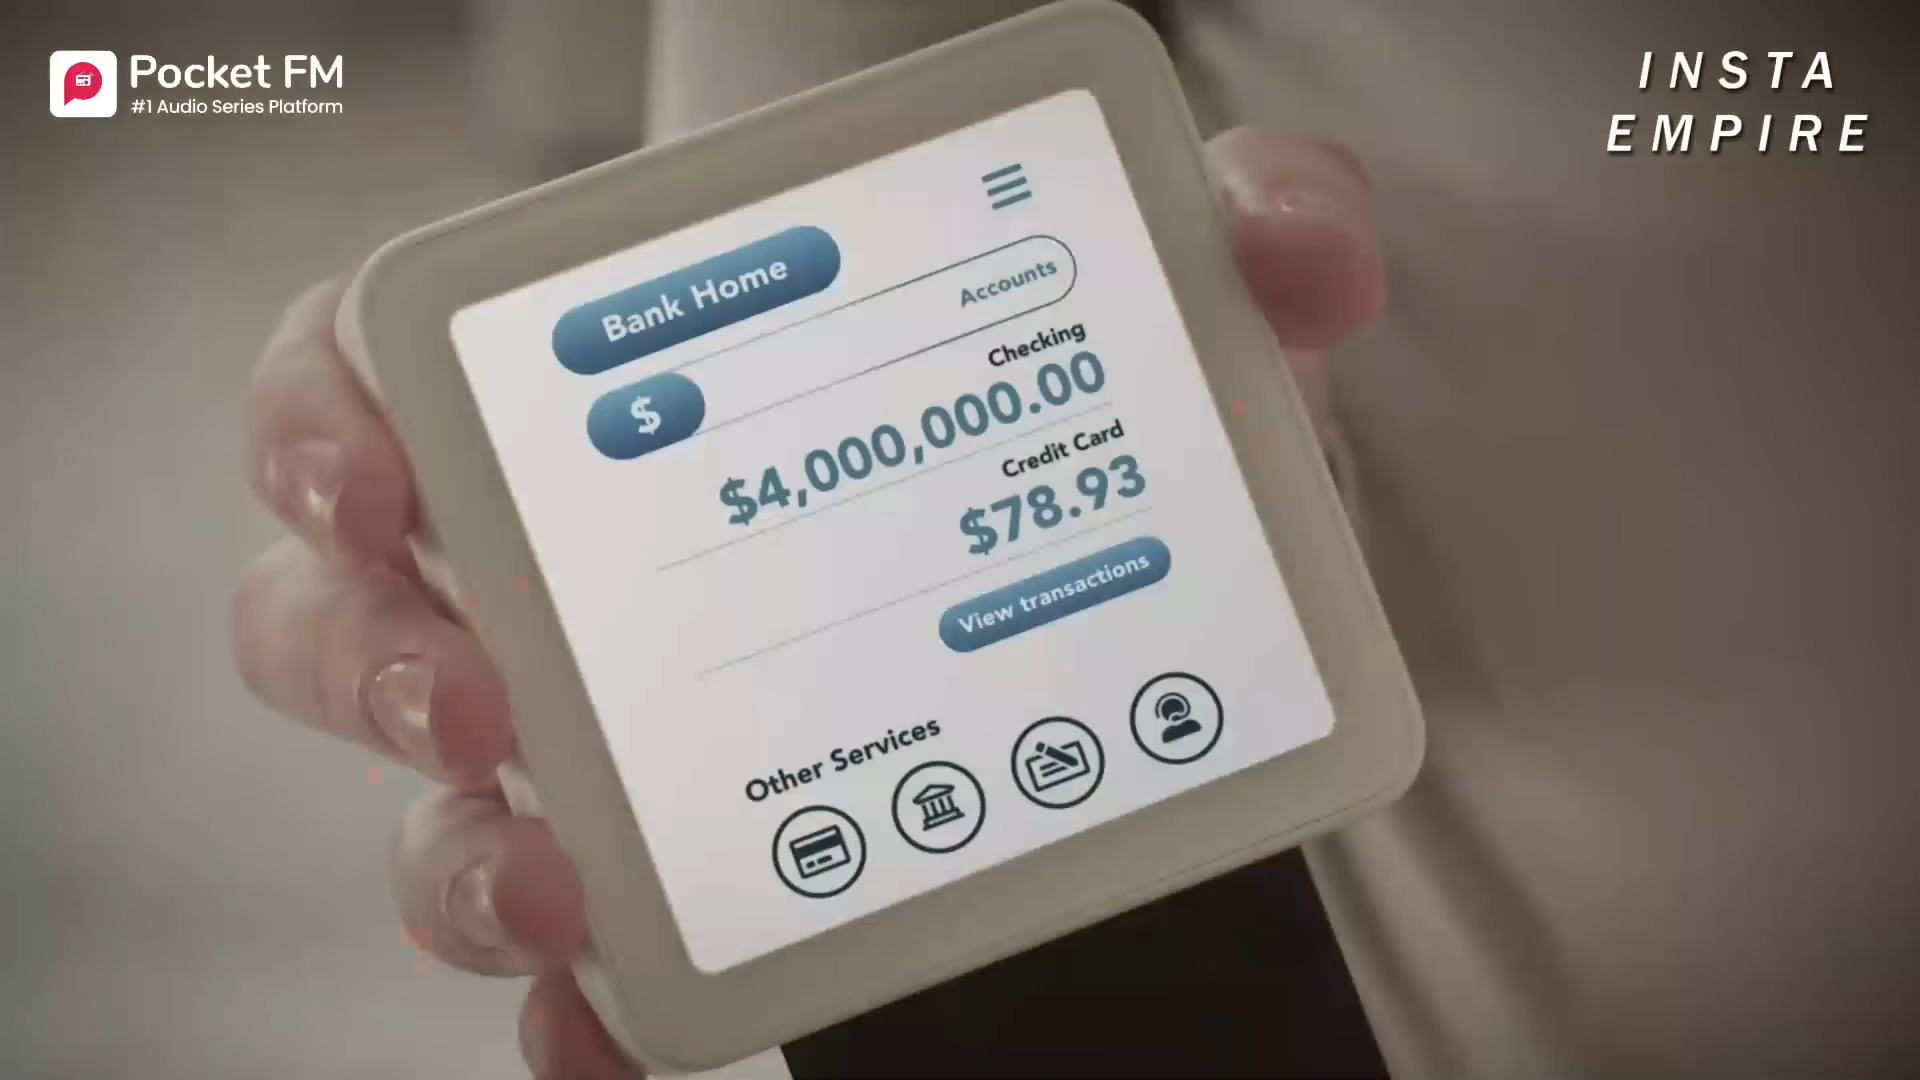 Pocket FM
#1 Audio Series Platform
INSTA
EMPIRE
Bank Home
Accounts
$
Checking
$4,000,000.00
Credit Card
$78.93
View transactions
Other Services